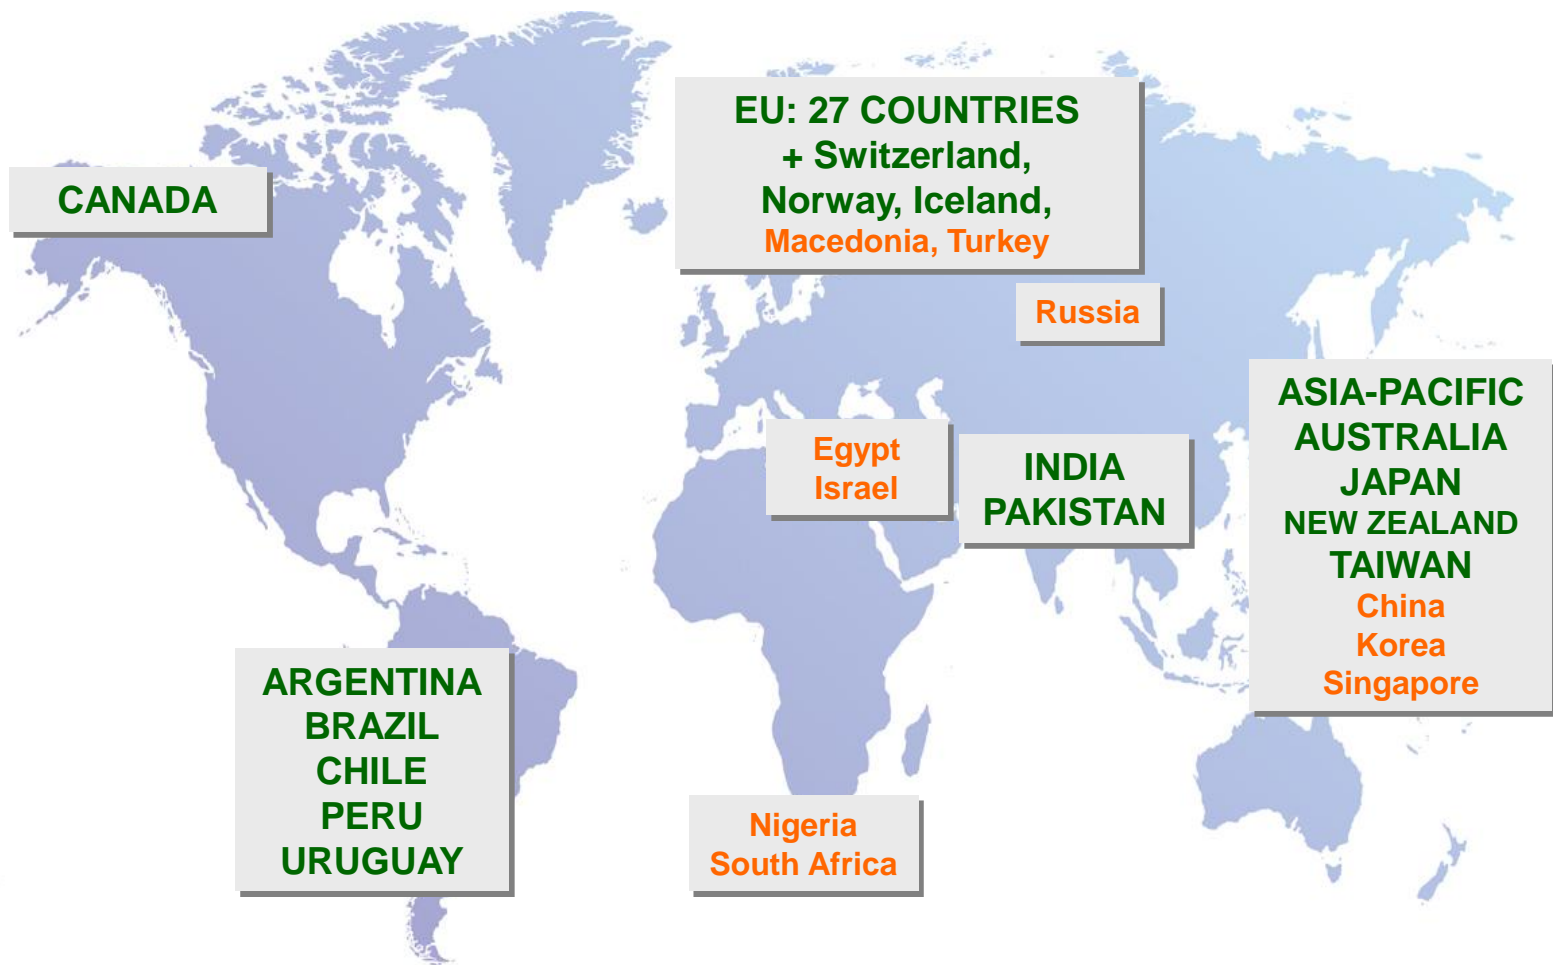 EU: 27 COUNTRIES
+ Switzerland,
Norway, Iceland,
Macedonia, Turkey
CANADA
Russia
ASIA-PACIFIC
AUSTRALIA
JAPAN
NEW ZEALAND
TAIWAN
China
Korea
Singapore
Egypt
Israel
INDIA
PAKISTAN
ARGENTINA
BRAZIL
CHILE
PERU
URUGUAY
Nigeria
South Africa